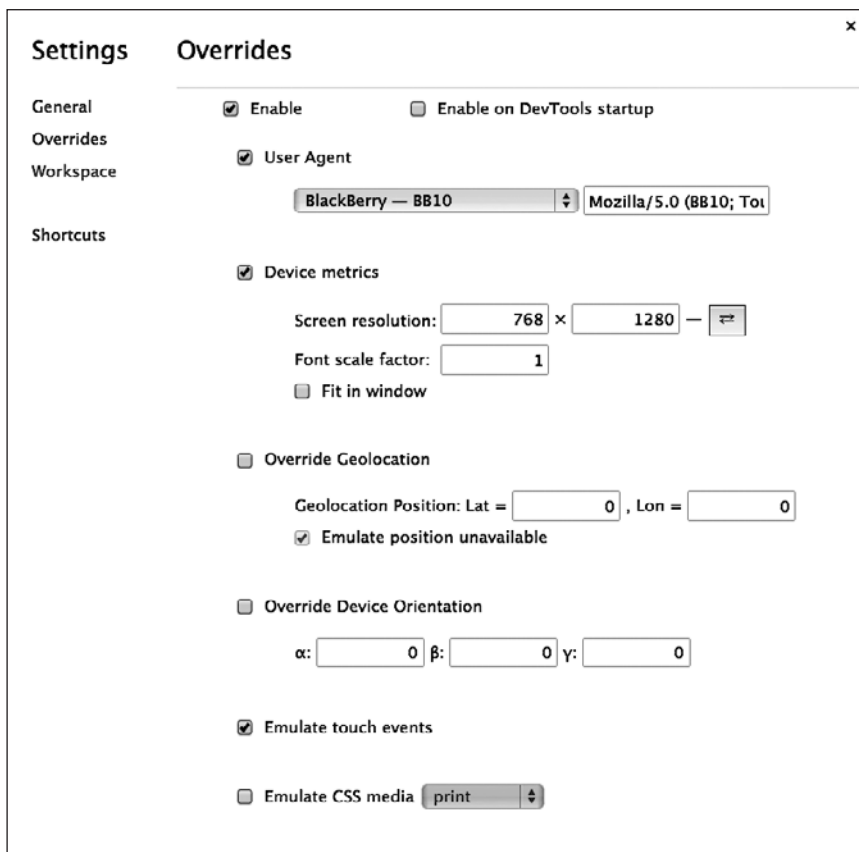 ×
Settings
Overrides
General
Overrides
Workspace
Shortcuts
Enable
Enable on DevTools startup
User Agent
BlackBerry — BB10
Mozilla/5.0 (BB10; Tou
Device metrics
Screen resolution: 768 × 1280 — ⇄
Font scale factor: 1
Fit in window
Override Geolocation
Geolocation Position: Lat = 0 , Lon = 0
Emulate position unavailable
Override Device Orientation
α: 0 β: 0 γ: 0
Emulate touch events
Emulate CSS media print